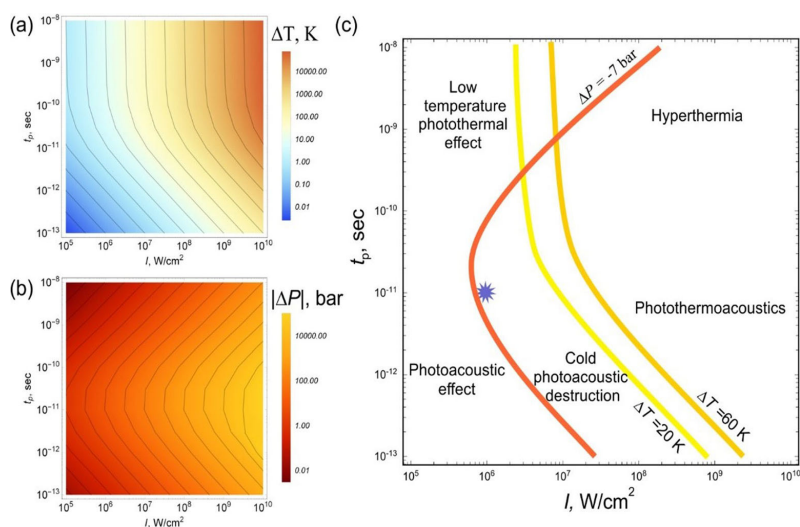 (a)
ΔT, K
10⁻⁸
10⁻⁹
10⁻¹⁰
10⁻¹¹
10⁻¹²
10⁻¹³
tₚ, sec
10⁵ 10⁶ 10⁷ 10⁸ 10⁹ 10¹⁰
I, W/cm²
10000.00
1000.00
100.00
10.00
1.00
0.10
0.01
(b)
|ΔP|, bar
10⁻⁸
10⁻⁹
10⁻¹⁰
10⁻¹¹
10⁻¹²
10⁻¹³
tₚ, sec
10⁵ 10⁶ 10⁷ 10⁸ 10⁹ 10¹⁰
I, W/cm²
10000.00
100.00
1.00
0.01
(c)
10⁻⁸
10⁻⁹
10⁻¹⁰
10⁻¹¹
10⁻¹²
10⁻¹³
tₚ, sec
Low
temperature
photothermal
effect
ΔP = -7 bar
Hyperthermia
Photothermoacoustics
Photoacoustic
effect
Cold
photoacoustic
destruction
ΔT =20 K
ΔT =60 K
10⁵ 10⁶ 10⁷ 10⁸ 10⁹ 10¹⁰
I, W/cm²